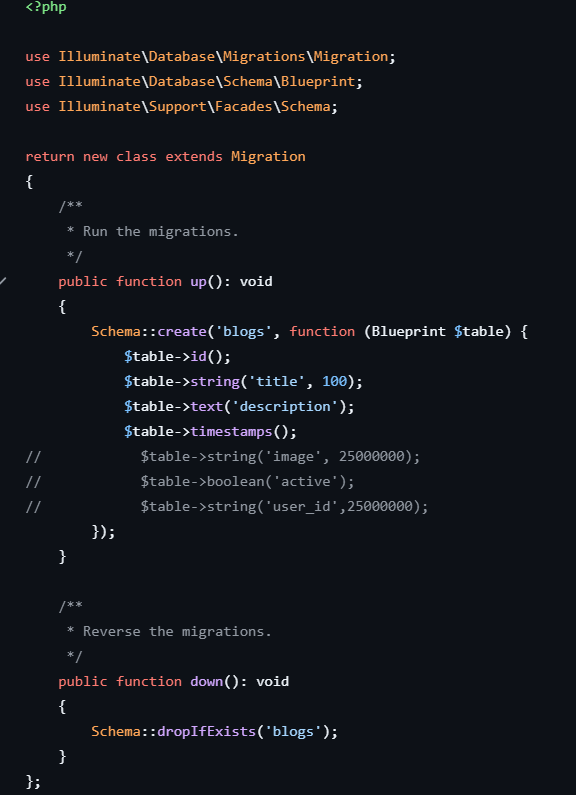 <?php
use Illuminate\Database\Migrations\Migration;
use Illuminate\Database\Schema\Blueprint;
use Illuminate\Support\Facades\Schema;
return new class extends Migration
{
    /**
     * Run the migrations.
     */
    public function up(): void
    {
        Schema::create('blogs', function (Blueprint $table) {
            $table->id();
            $table->string('title', 100);
            $table->text('description');
            $table->timestamps();
//            $table->string('image', 25000000);
//            $table->boolean('active');
//            $table->string('user_id',25000000);
        });
    }
    /**
     * Reverse the migrations.
     */
    public function down(): void
    {
        Schema::dropIfExists('blogs');
    }
};